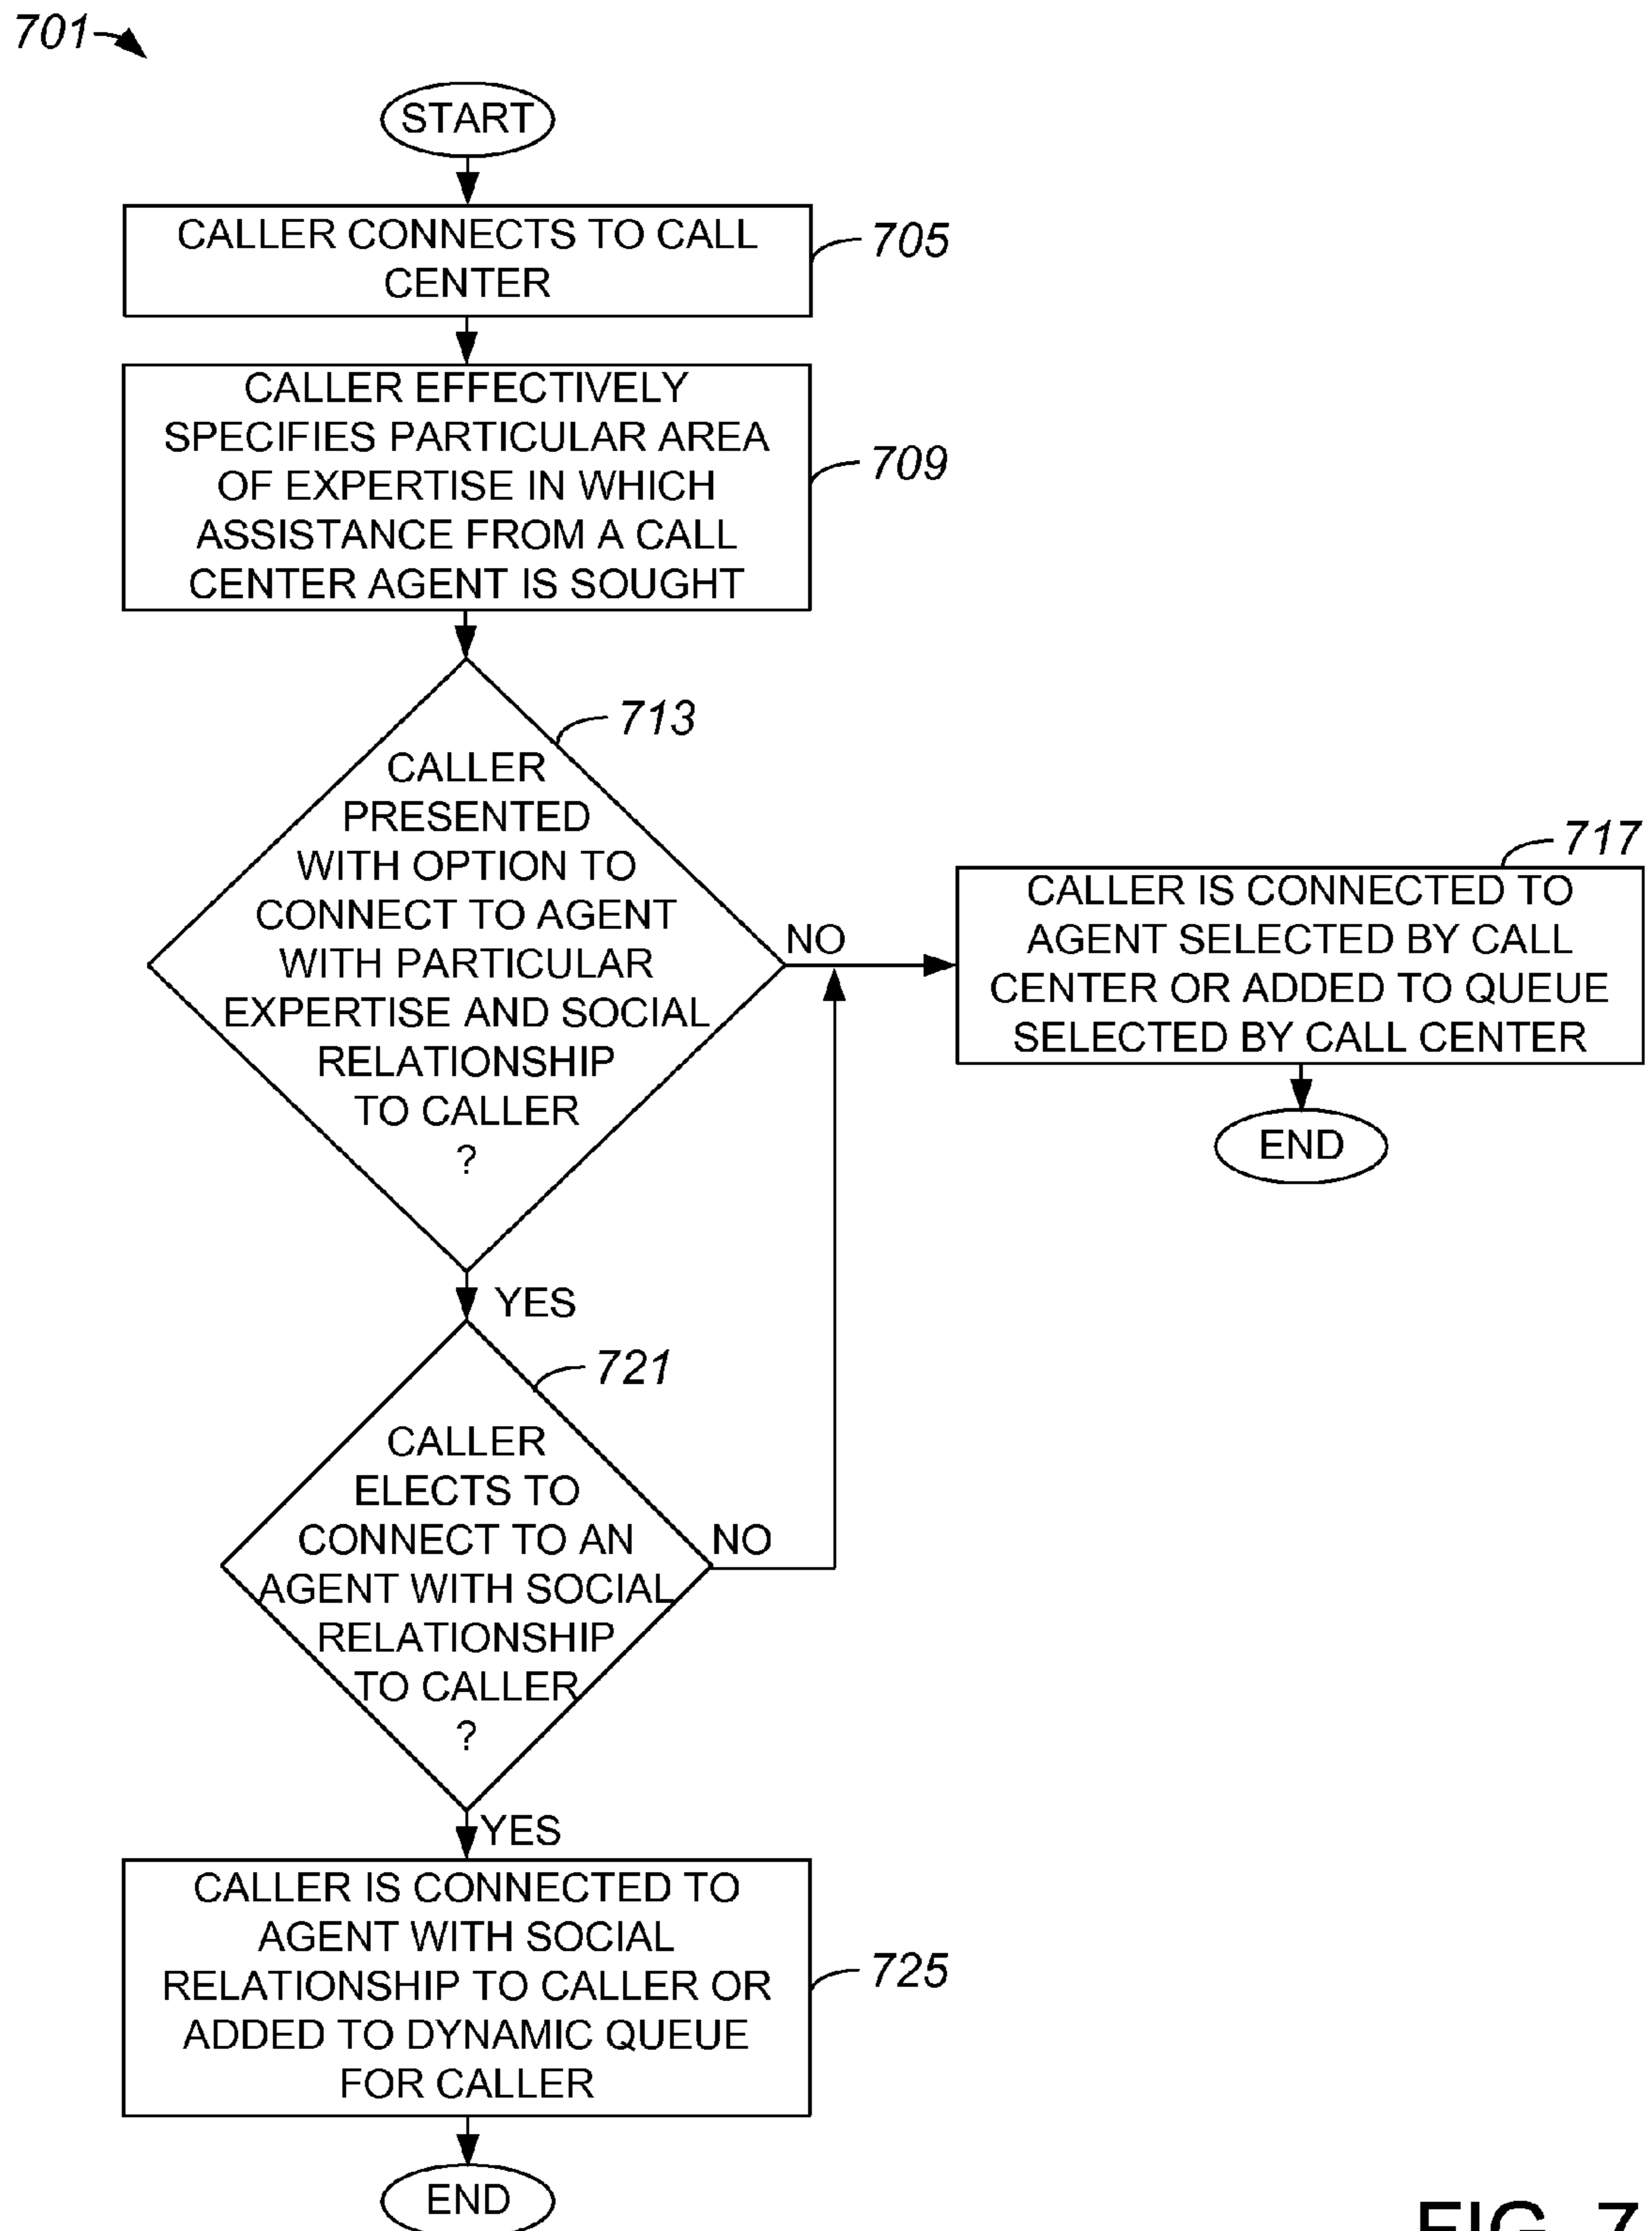 701
START
CALLER CONNECTS TO CALL
CENTER
705
CALLER EFFECTIVELY
SPECIFIES PARTICULAR AREA
OF EXPERTISE IN WHICH
ASSISTANCE FROM A CALL
CENTER AGENT IS SOUGHT
709
713
CALLER
PRESENTED
WITH OPTION TO
CONNECT TO AGENT
WITH PARTICULAR
EXPERTISE AND SOCIAL
RELATIONSHIP
TO CALLER
?
NO
717
CALLER IS CONNECTED TO
AGENT SELECTED BY CALL
CENTER OR ADDED TO QUEUE
SELECTED BY CALL CENTER
END
YES
721
CALLER
ELECTS TO
CONNECT TO AN
AGENT WITH SOCIAL
RELATIONSHIP
TO CALLER
?
NO
YES
CALLER IS CONNECTED TO
AGENT WITH SOCIAL
RELATIONSHIP TO CALLER OR
ADDED TO DYNAMIC QUEUE
FOR CALLER
725
END
FIG. 7